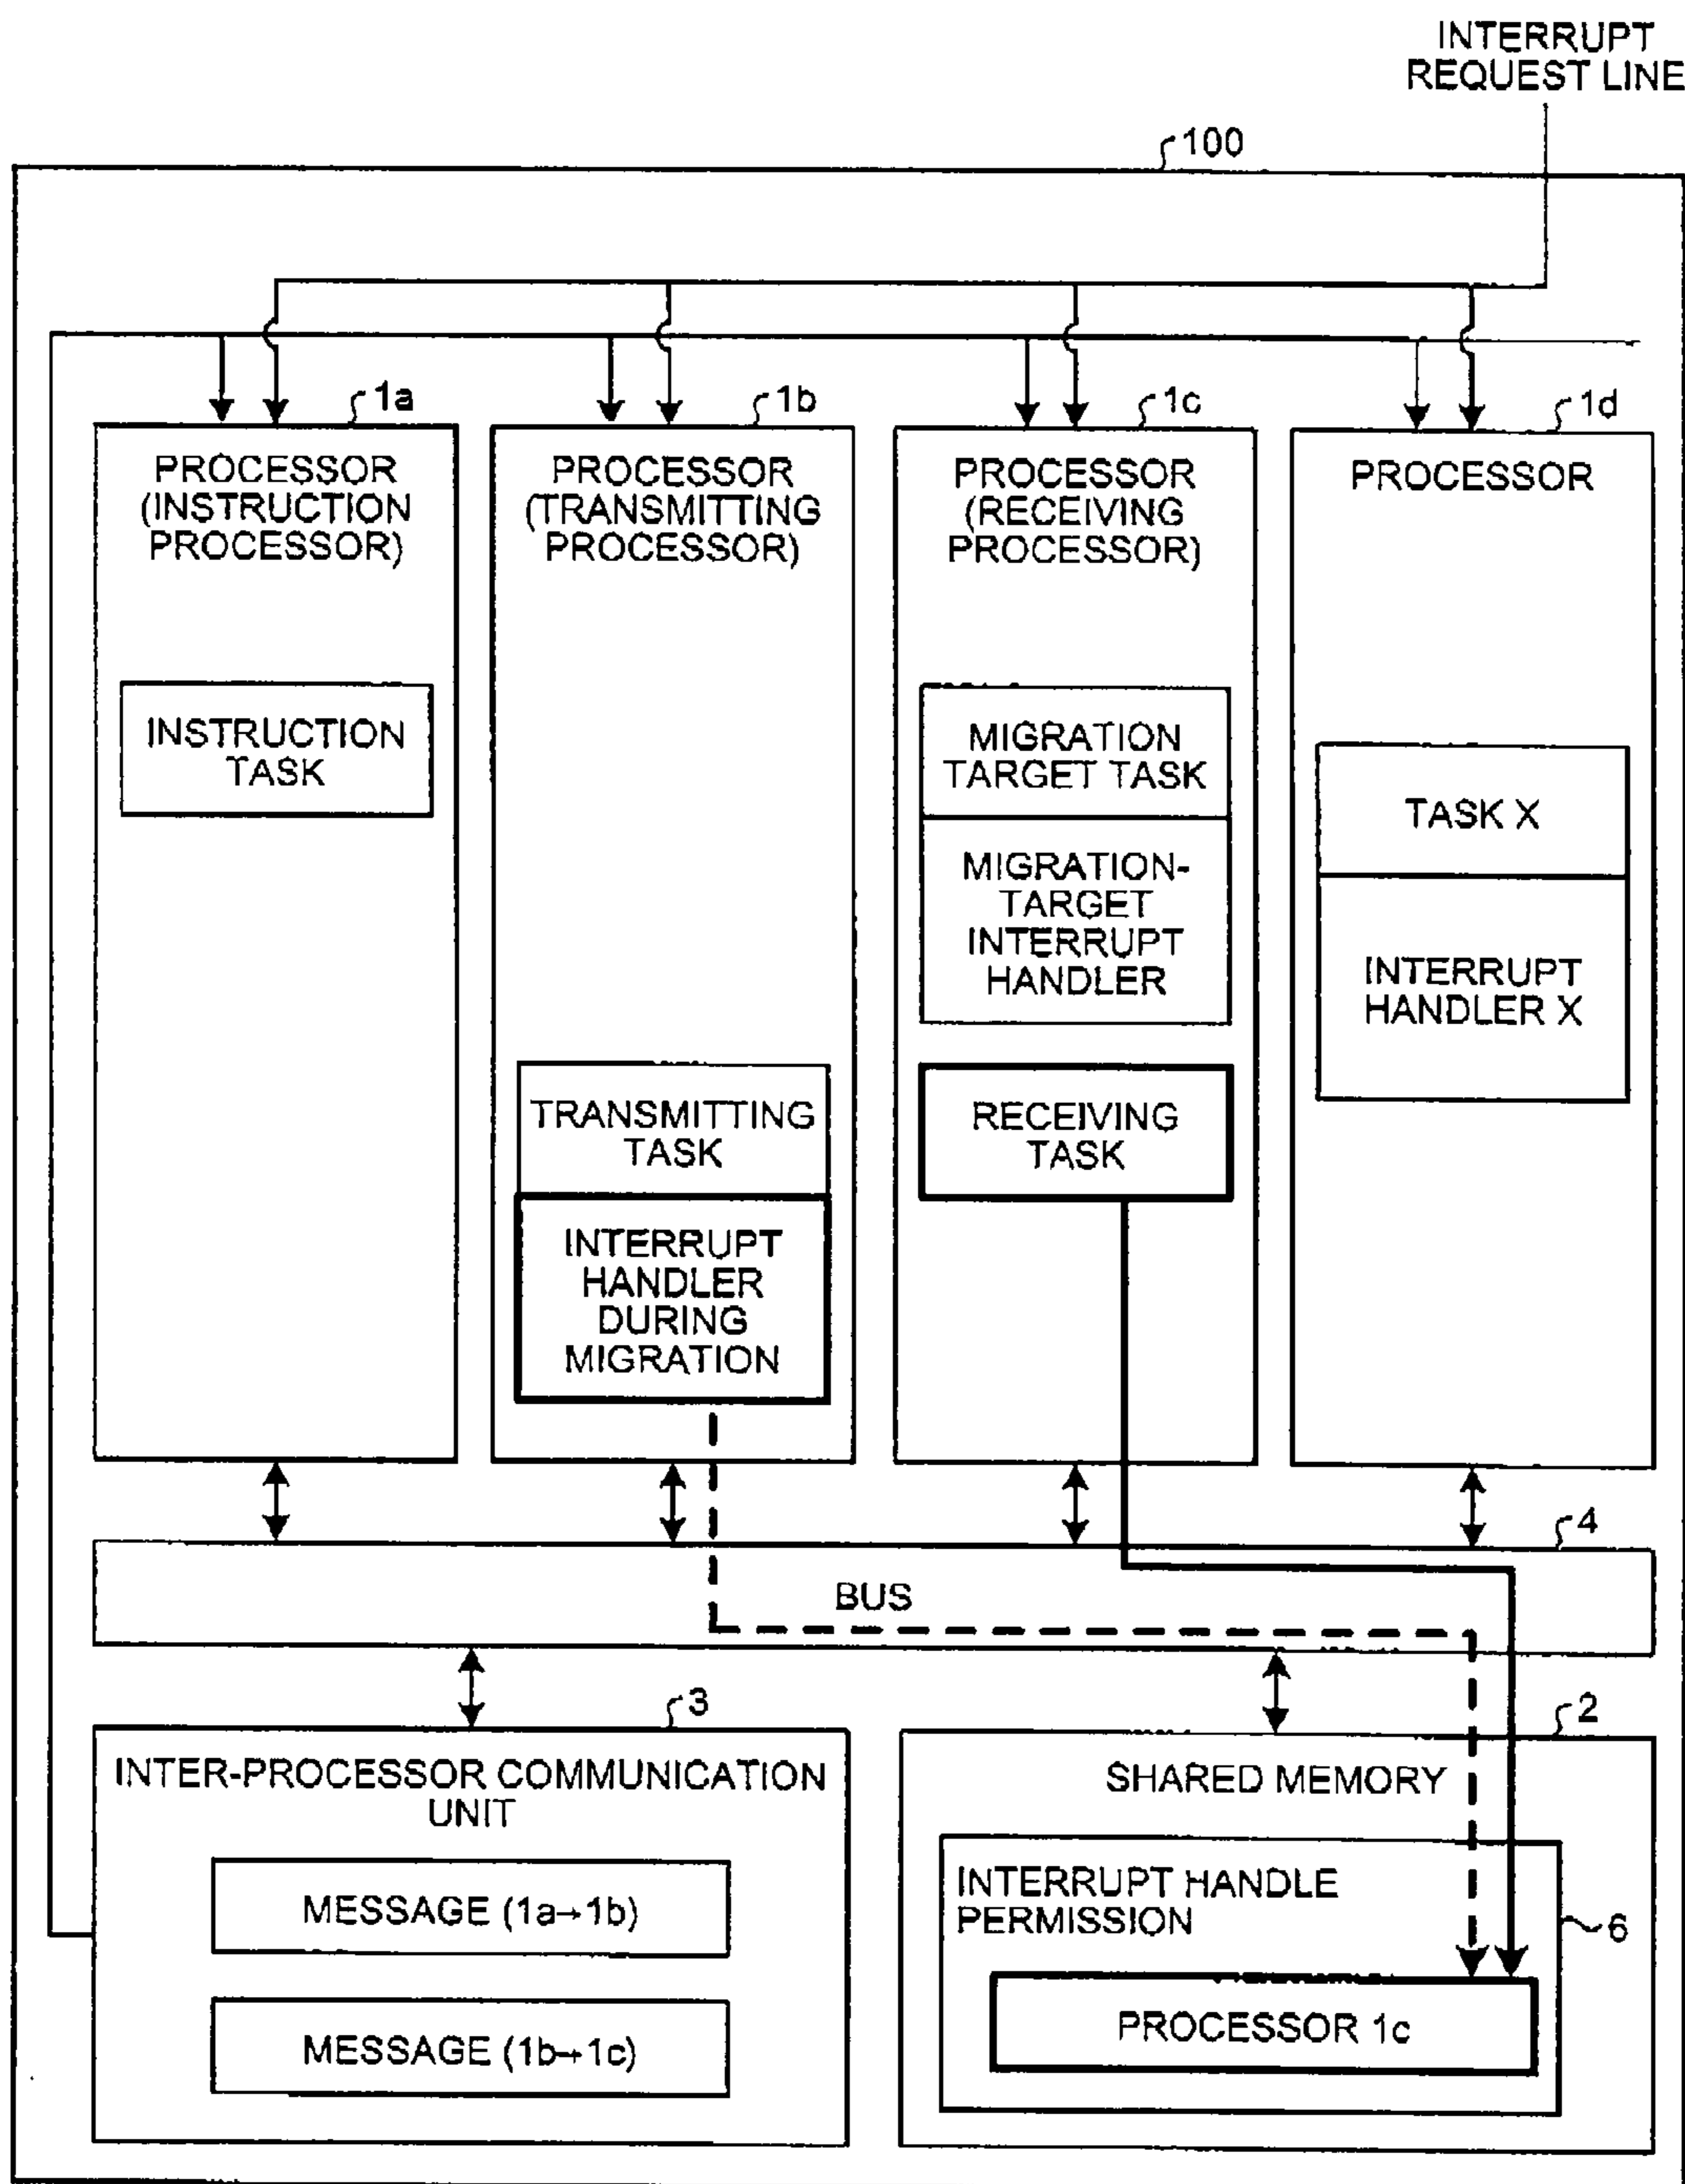 INTERRUPT
REQUEST LINE
100
1a
1b
1c
1d
PROCESSOR
(INSTRUCTION
PROCESSOR)
PROCESSOR
(TRANSMITTING
PROCESSOR)
PROCESSOR
(RECEIVING
PROCESSOR)
PROCESSOR
INSTRUCTION
TASK
MIGRATION
TARGET TASK
MIGRATION-
TARGET
INTERRUPT
HANDLER
TASK X
INTERRUPT
HANDLER X
TRANSMITTING
TASK
INTERRUPT
HANDLER
DURING
MIGRATION
RECEIVING
TASK
4
BUS
3
INTER-PROCESSOR COMMUNICATION
UNIT
MESSAGE (1a→1b)
MESSAGE (1b→1c)
2
SHARED MEMORY
INTERRUPT HANDLE
PERMISSION
6
PROCESSOR 1c